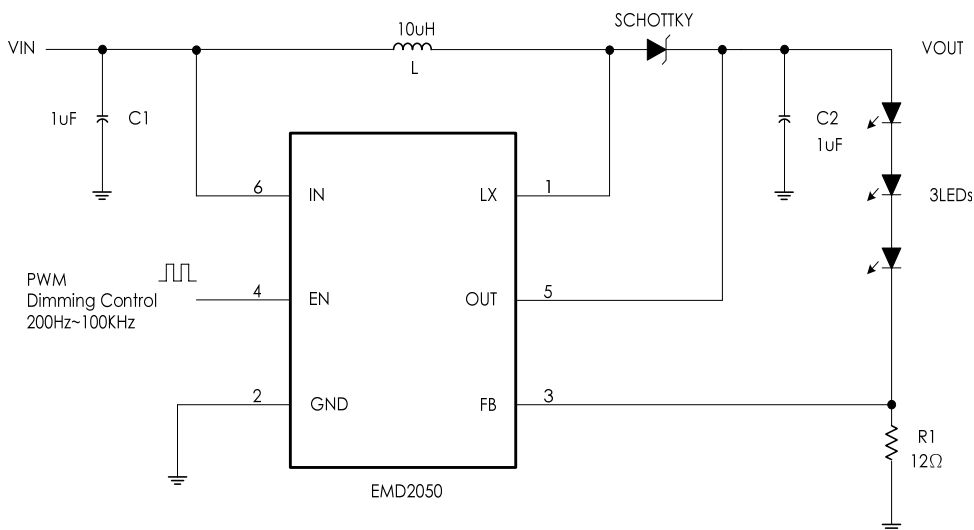 SCHOTTKY
VIN
10uH
L
VOUT
1uF
C1
C2
1uF
6
IN
LX
1
3LEDs
PWM
Dimming Control
200Hz~100KHz
4
EN
OUT
5
2
GND
FB
3
R1
12Ω
EMD2050